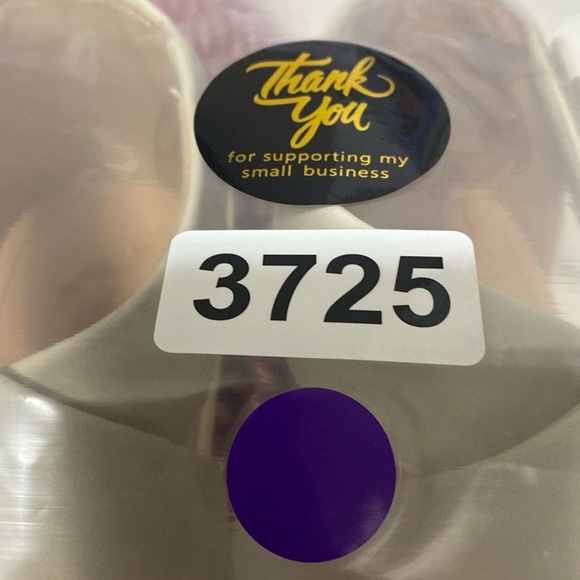 Thank
You
for supporting my
small business
3725